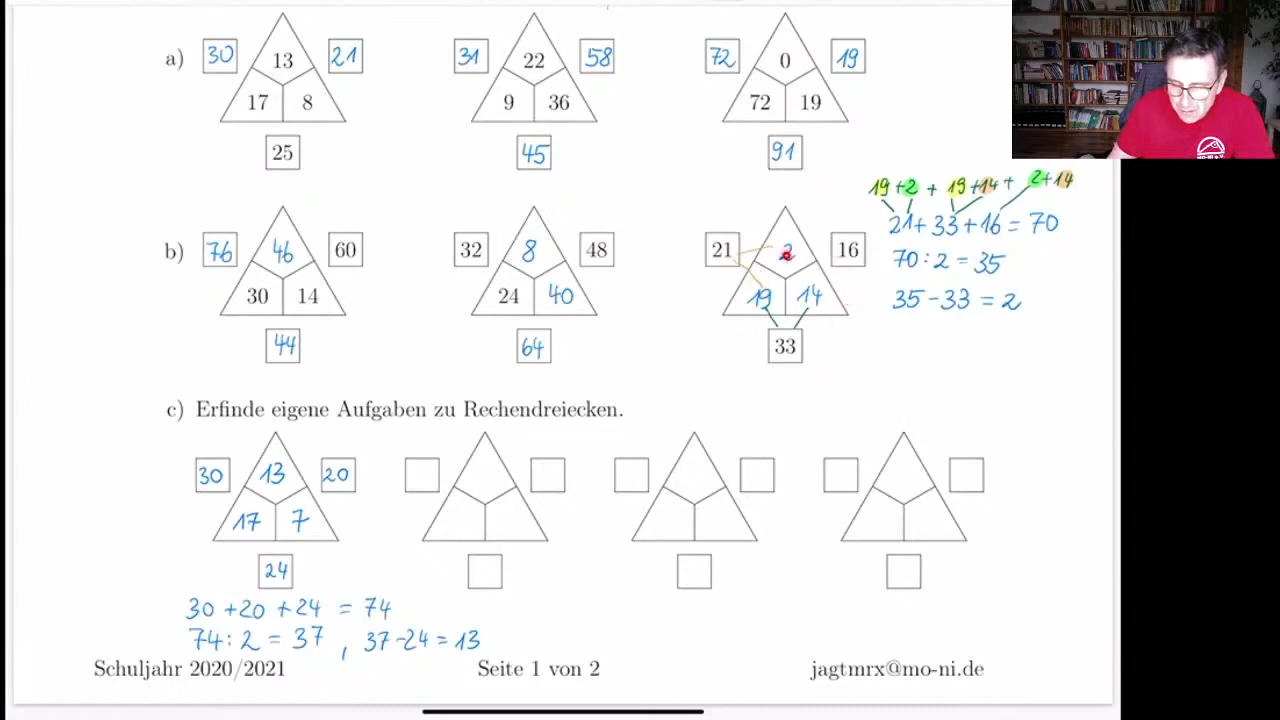 a) 30 13 21 31 22 58 72 0 19
17 8 9 36 72 19
25 45 91
19+2 + 19+14 + 2+14
21+33+16=70
b) 76 46 60 32 8 48 21 2 16
70:2=35
30 14 24 40 19 14
35-33=2
44 64 33
c) Erfinde eigene Aufgaben zu Rechendreiecken.
30 13 20
17 7
24
30+20+24 = 74
74:2=37, 37-24=13
Schuljahr 2020/2021 Seite 1 von 2 jagtmrx@mo-ni.de